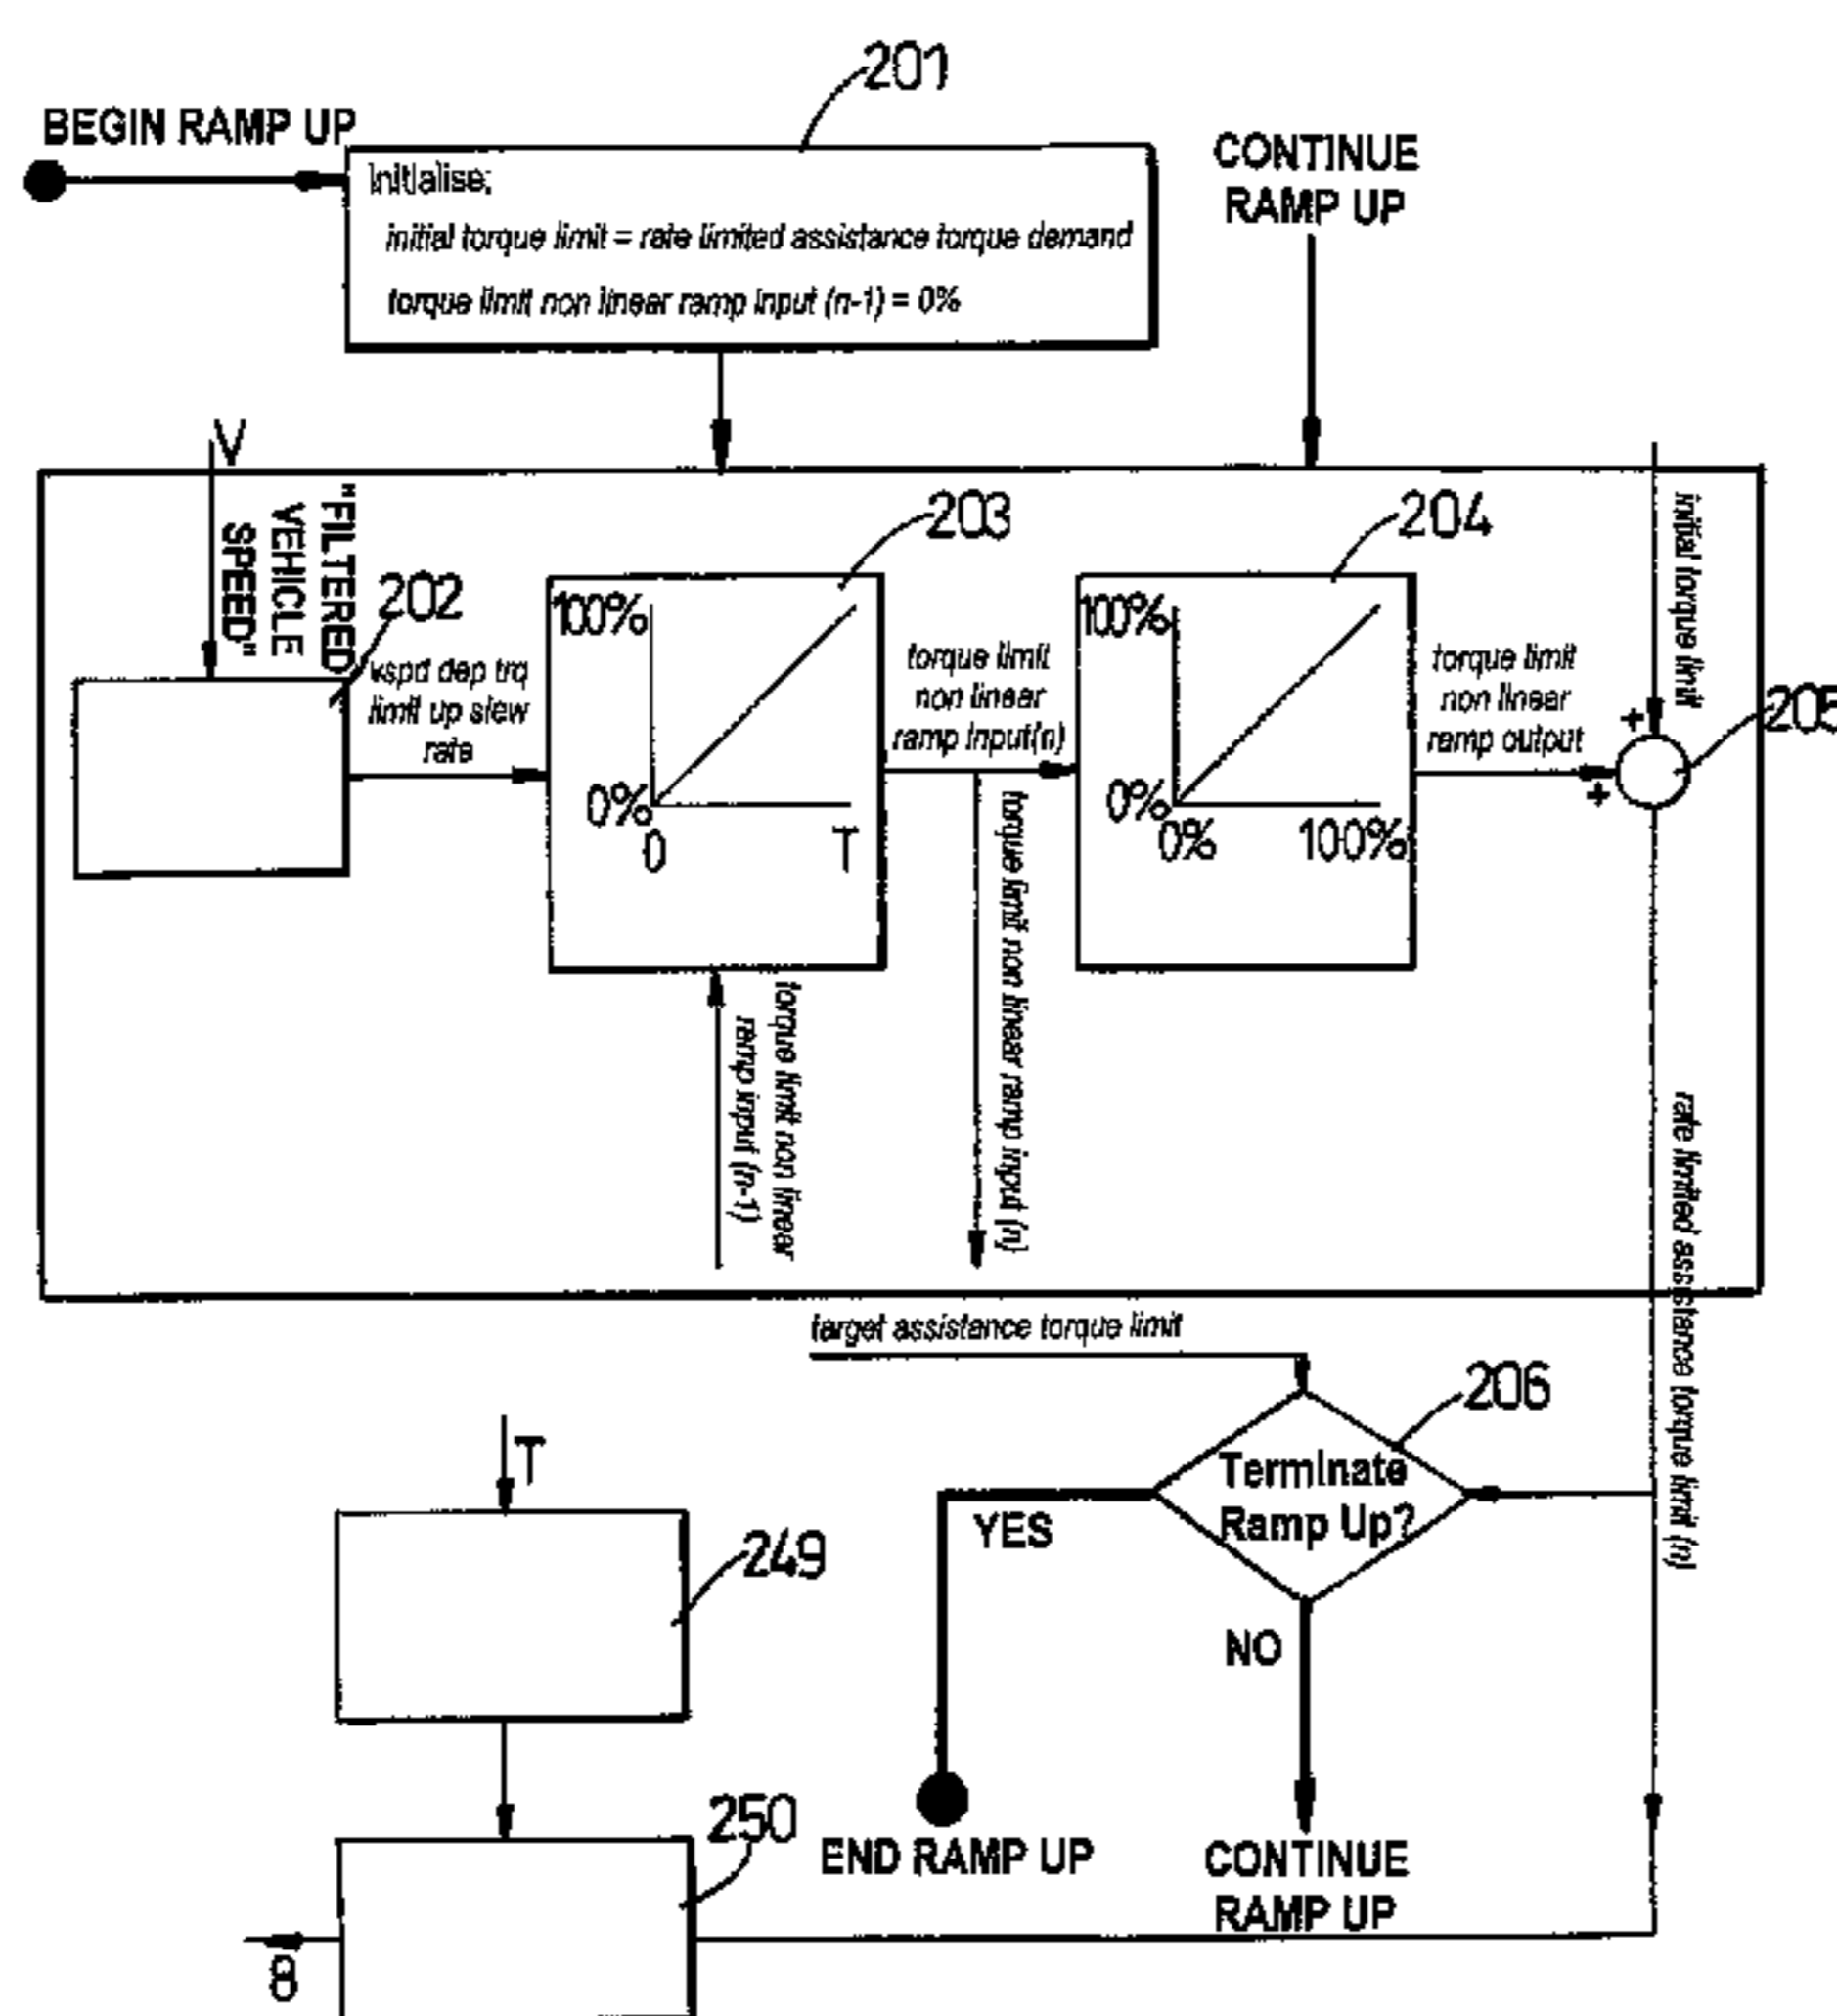 201
BEGIN RAMP UP
Initialise:
initial torque limit = rate limited assistance torque demand
torque limit non linear ramp input (n-1) = 0%
CONTINUE
RAMP UP
V
"FILTERED
VEHICLE
SPEED"
202
vspd dep trq
limit up slew
rate
203
100%
0%
0
T
torque limit
non linear
ramp input(n)
torque limit non linear
ramp input (n-1)
torque limit non linear ramp input (n)
204
100%
0%
0%
100%
torque limit
non linear
ramp output
initial torque limit
+
+
205
rate limited assistance torque limit (n)
target assistance torque limit
206
Terminate
Ramp Up?
YES
NO
END RAMP UP
CONTINUE
RAMP UP
T
249
250
8